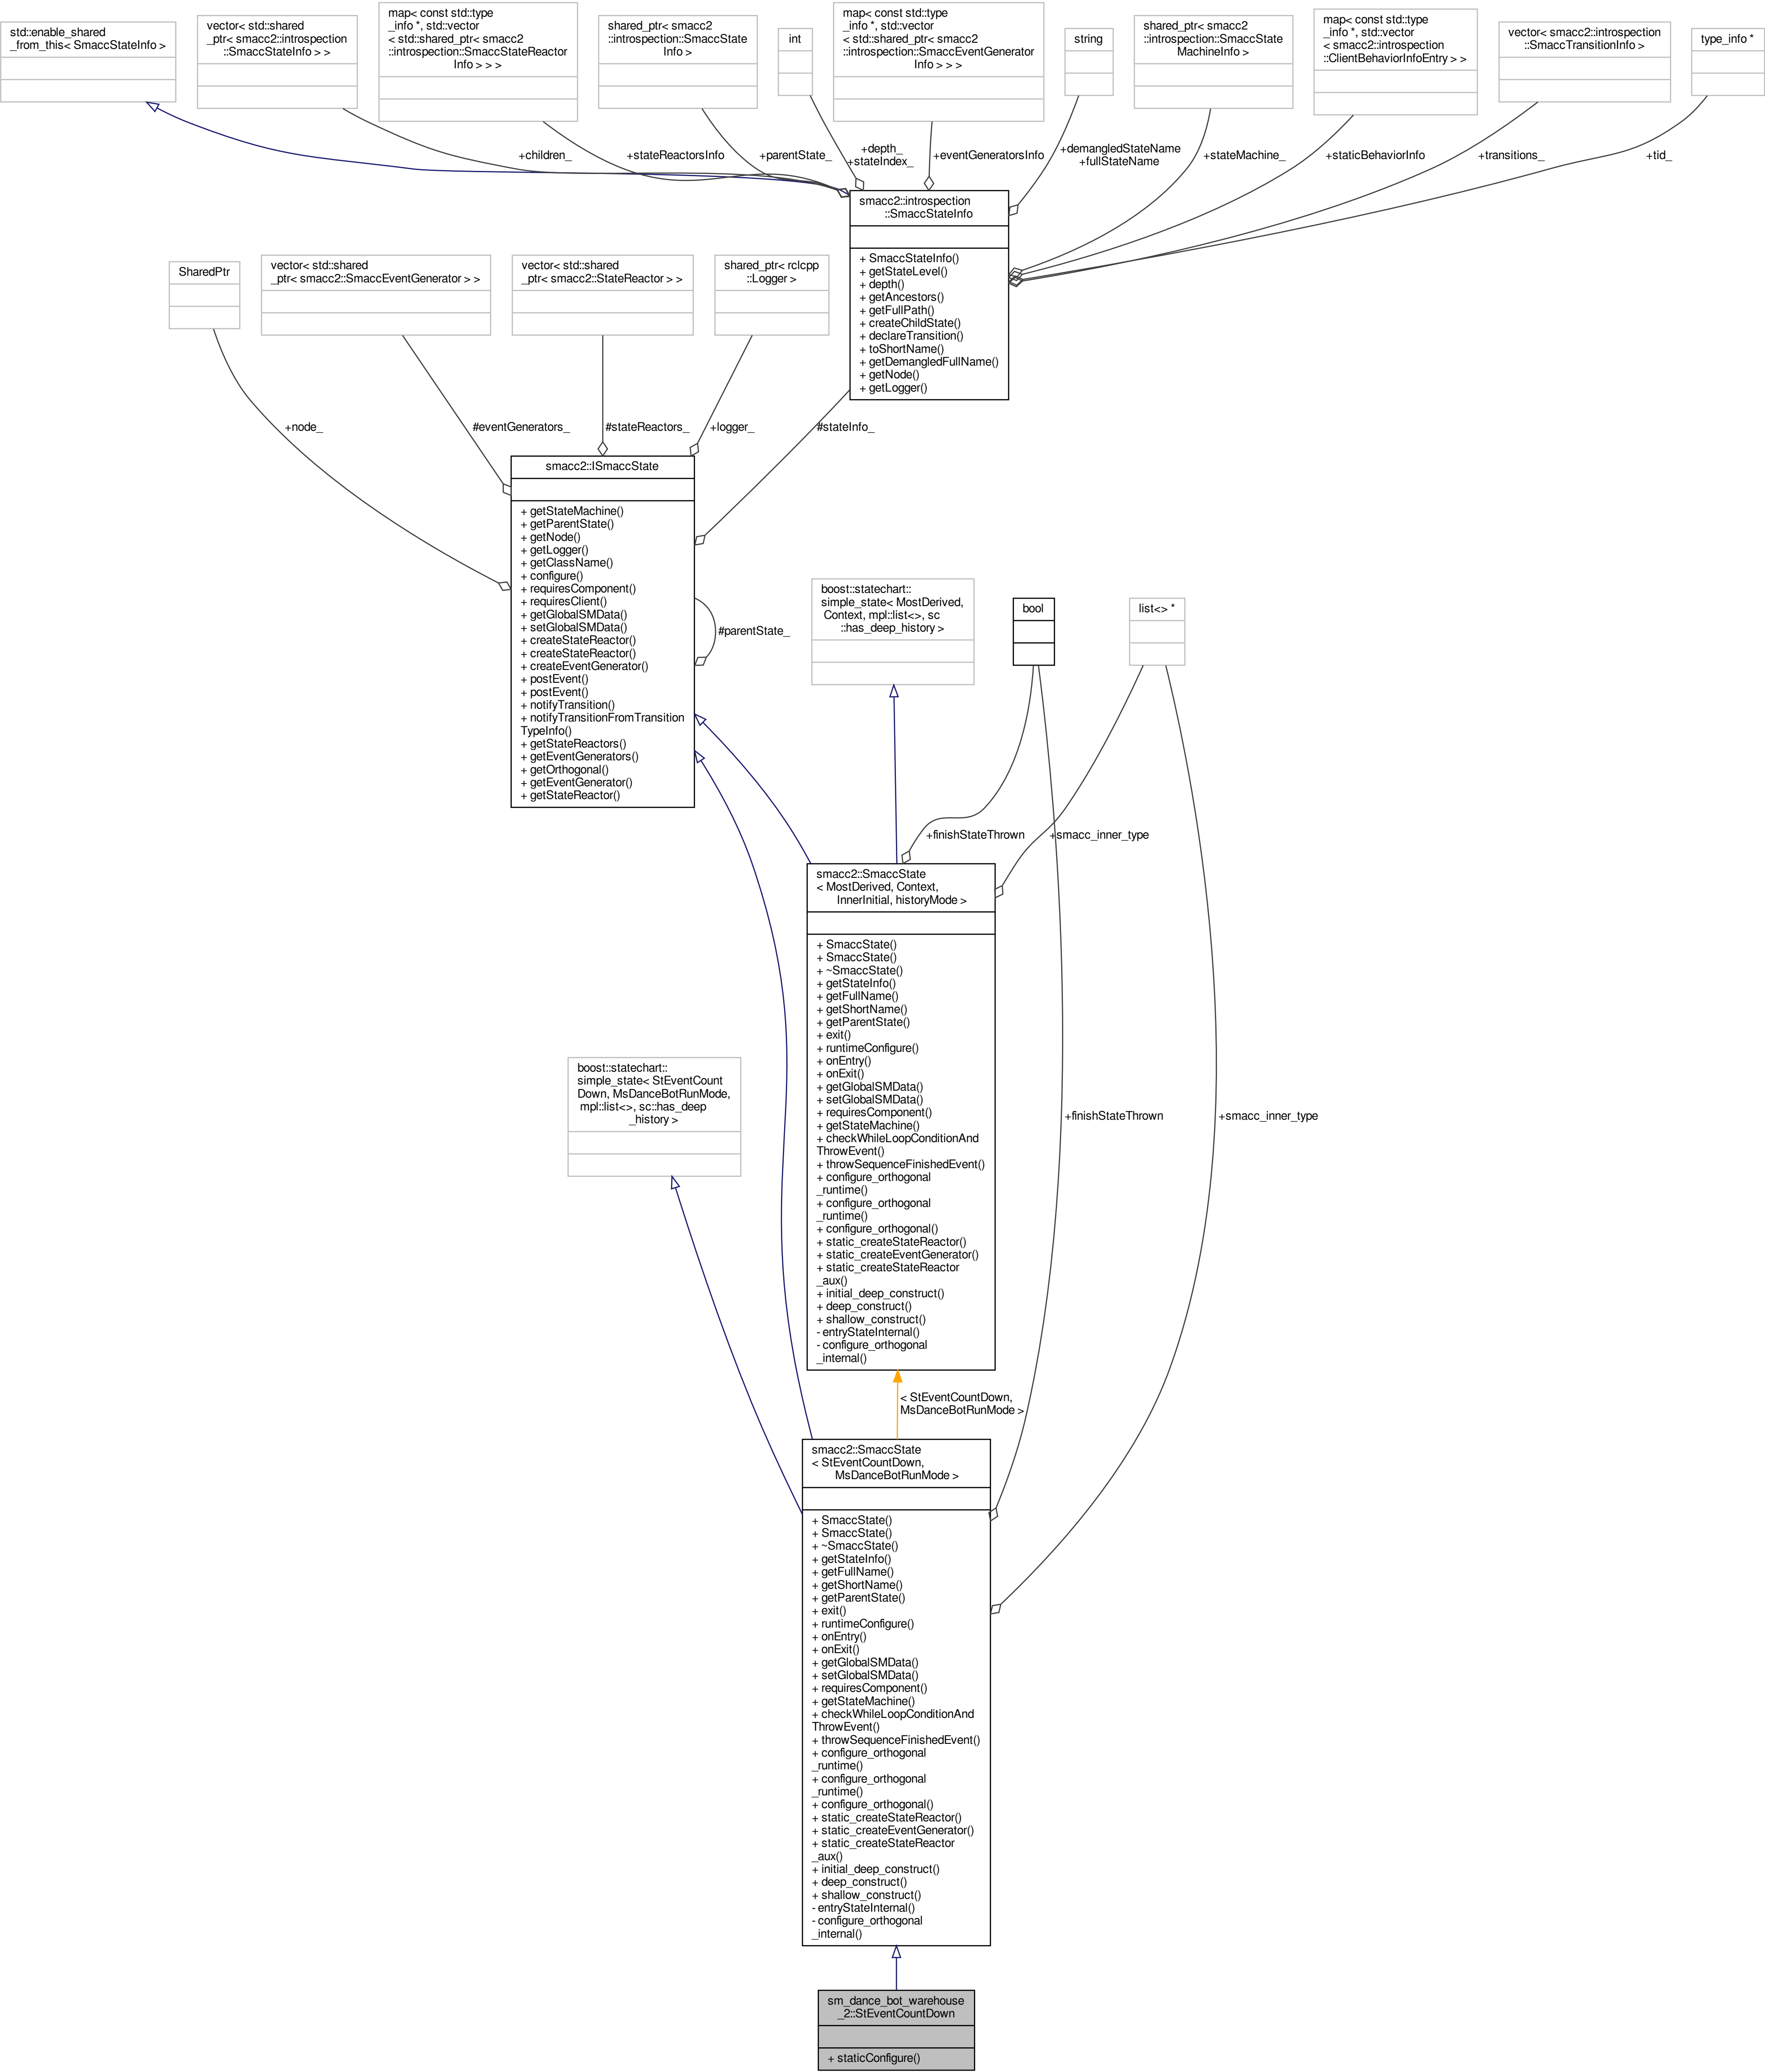 std::enable_shared
_from_this< SmaccStateInfo >
vector< std::shared
_ptr< smacc2::introspection
::SmaccStateInfo > >
map< const std::type
_info *, std::vector
< std::shared_ptr< smacc2
::introspection::SmaccStateReactor
Info > > >
shared_ptr< smacc2
::introspection::SmaccState
Info >
int
map< const std::type
_info *, std::vector
< std::shared_ptr< smacc2
::introspection::SmaccEventGenerator
Info > > >
string
shared_ptr< smacc2
::introspection::SmaccState
MachineInfo >
map< const std::type
_info *, std::vector
< smacc2::introspection
::ClientBehaviorInfoEntry > >
vector< smacc2::introspection
::SmaccTransitionInfo >
type_info *
+children_
+stateReactorsInfo
+parentState_
+depth_
+stateIndex_
+eventGeneratorsInfo
+demangledStateName
+fullStateName
+stateMachine_
+staticBehaviorInfo
+transitions_
+tid_
smacc2::introspection
::SmaccStateInfo
+ SmaccStateInfo()
+ getStateLevel()
+ depth()
+ getAncestors()
+ getFullPath()
+ createChildState()
+ declareTransition()
+ toShortName()
+ getDemangledFullName()
+ getNode()
+ getLogger()
SharedPtr
vector< std::shared
_ptr< smacc2::SmaccEventGenerator > >
vector< std::shared
_ptr< smacc2::StateReactor > >
shared_ptr< rclcpp
::Logger >
+node_
#eventGenerators_
#stateReactors_
+logger_
#stateInfo_
smacc2::ISmaccState
+ getStateMachine()
+ getParentState()
+ getNode()
+ getLogger()
+ getClassName()
+ configure()
+ requiresComponent()
+ requiresClient()
+ getGlobalSMData()
+ setGlobalSMData()
+ createStateReactor()
+ createStateReactor()
+ createEventGenerator()
+ postEvent()
+ postEvent()
+ notifyTransition()
+ notifyTransitionFromTransition
TypeInfo()
+ getStateReactors()
+ getEventGenerators()
+ getOrthogonal()
+ getEventGenerator()
+ getStateReactor()
#parentState_
boost::statechart::
simple_state< MostDerived,
Context, mpl::list<>, sc
::has_deep_history >
bool
list<> *
+finishStateThrown
+smacc_inner_type
smacc2::SmaccState
< MostDerived, Context,
InnerInitial, historyMode >
+ SmaccState()
+ SmaccState()
+ ~SmaccState()
+ getStateInfo()
+ getFullName()
+ getShortName()
+ getParentState()
+ exit()
+ runtimeConfigure()
+ onEntry()
+ onExit()
+ getGlobalSMData()
+ setGlobalSMData()
+ requiresComponent()
+ getStateMachine()
+ checkWhileLoopConditionAnd
ThrowEvent()
+ throwSequenceFinishedEvent()
+ configure_orthogonal
_runtime()
+ configure_orthogonal
_runtime()
+ configure_orthogonal()
+ static_createStateReactor()
+ static_createEventGenerator()
+ static_createStateReactor
_aux()
+ initial_deep_construct()
+ deep_construct()
+ shallow_construct()
- entryStateInternal()
- configure_orthogonal
_internal()
boost::statechart::
simple_state< StEventCount
Down, MsDanceBotRunMode,
mpl::list<>, sc::has_deep
_history >
+finishStateThrown
+smacc_inner_type
< StEventCountDown,
MsDanceBotRunMode >
smacc2::SmaccState
< StEventCountDown,
MsDanceBotRunMode >
+ SmaccState()
+ SmaccState()
+ ~SmaccState()
+ getStateInfo()
+ getFullName()
+ getShortName()
+ getParentState()
+ exit()
+ runtimeConfigure()
+ onEntry()
+ onExit()
+ getGlobalSMData()
+ setGlobalSMData()
+ requiresComponent()
+ getStateMachine()
+ checkWhileLoopConditionAnd
ThrowEvent()
+ throwSequenceFinishedEvent()
+ configure_orthogonal
_runtime()
+ configure_orthogonal
_runtime()
+ configure_orthogonal()
+ static_createStateReactor()
+ static_createEventGenerator()
+ static_createStateReactor
_aux()
+ initial_deep_construct()
+ deep_construct()
+ shallow_construct()
- entryStateInternal()
- configure_orthogonal
_internal()
sm_dance_bot_warehouse
_2::StEventCountDown
+ staticConfigure()